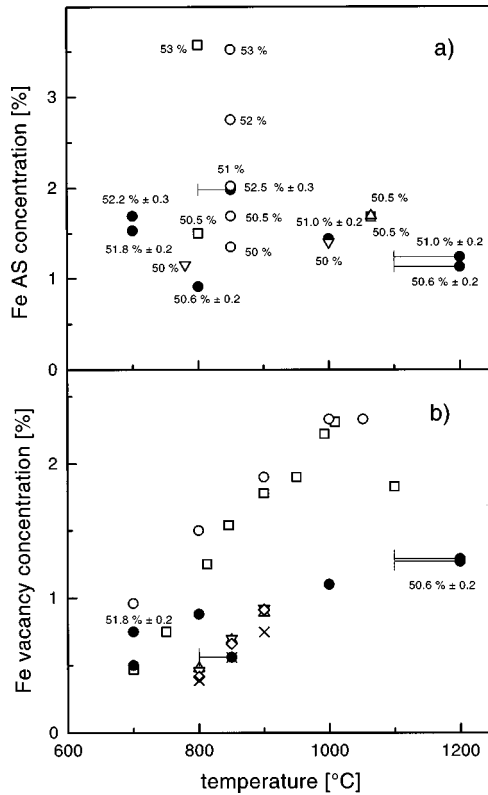 a)
Fe AS concentration [%]
3
2
1
0
53 %
53 %
52 %
51 %
52.2 % ± 0.3
52.5 % ± 0.3
50.5 %
50.5 %
50.5 %
51.0 % ± 0.2
50.5 %
51.8 % ± 0.2
50 %
50 %
50 %
51.0 % ± 0.2
50.6 % ± 0.2
50.6 % ± 0.2
b)
Fe vacancy concentration [%]
2
1
0
51.8 % ± 0.2
50.6 % ± 0.2
600
800
1000
1200
temperature [°C]